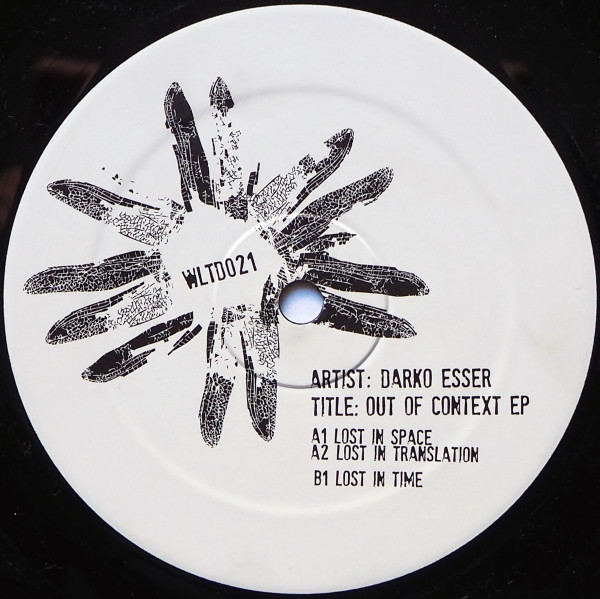 WLTD021
ARTIST: DARKO ESSER
TITLE: OUT OF CONTEXT EP
A1 LOST IN SPACE
A2 LOST IN TRANSLATION
B1 LOST IN TIME